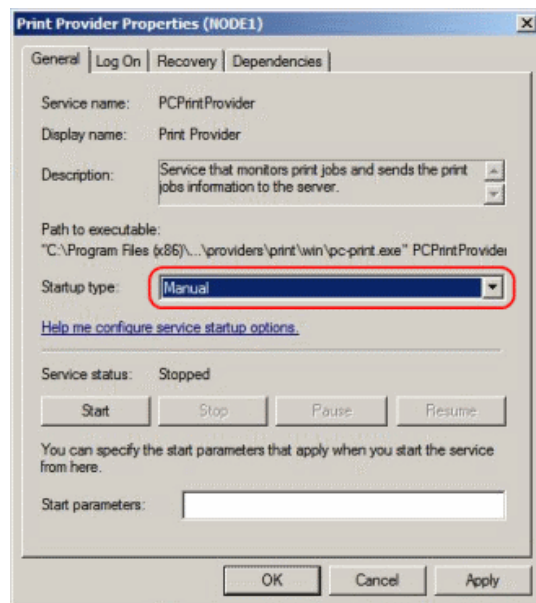 Print Provider Properties (NODE1)
General Log On Recovery Dependencies
Service name: PCPrintProvider
Display name: Print Provider
Description: Service that monitors print jobs and sends the print
jobs information to the server.
Path to executable:
"C:\Program Files (x86)\...\providers\print\win\pc-print.exe" PCPrintProvider
Startup type: Manual
Help me configure service startup options.
Service status: Stopped
Start Stop Pause Resume
You can specify the start parameters that apply when you start the service
from here.
Start parameters:
OK Cancel Apply